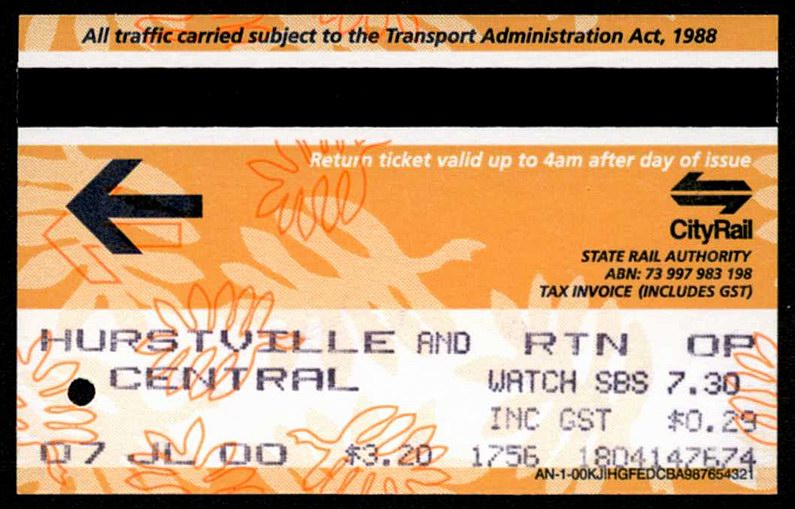 All traffic carried subject to the Transport Administration Act, 1988
Return ticket valid up to 4am after day of issue
CityRail
STATE RAIL AUTHORITY
ABN: 73 997 983 198
TAX INVOICE (INCLUDES GST)
HURSTVILLE AND RTN OP
CENTRAL WATCH SBS 7.30
INC GST $0.29
07 JL 00 $3.20 1756 1804147674
AN-1-00KJIHGFEDCBA987654321